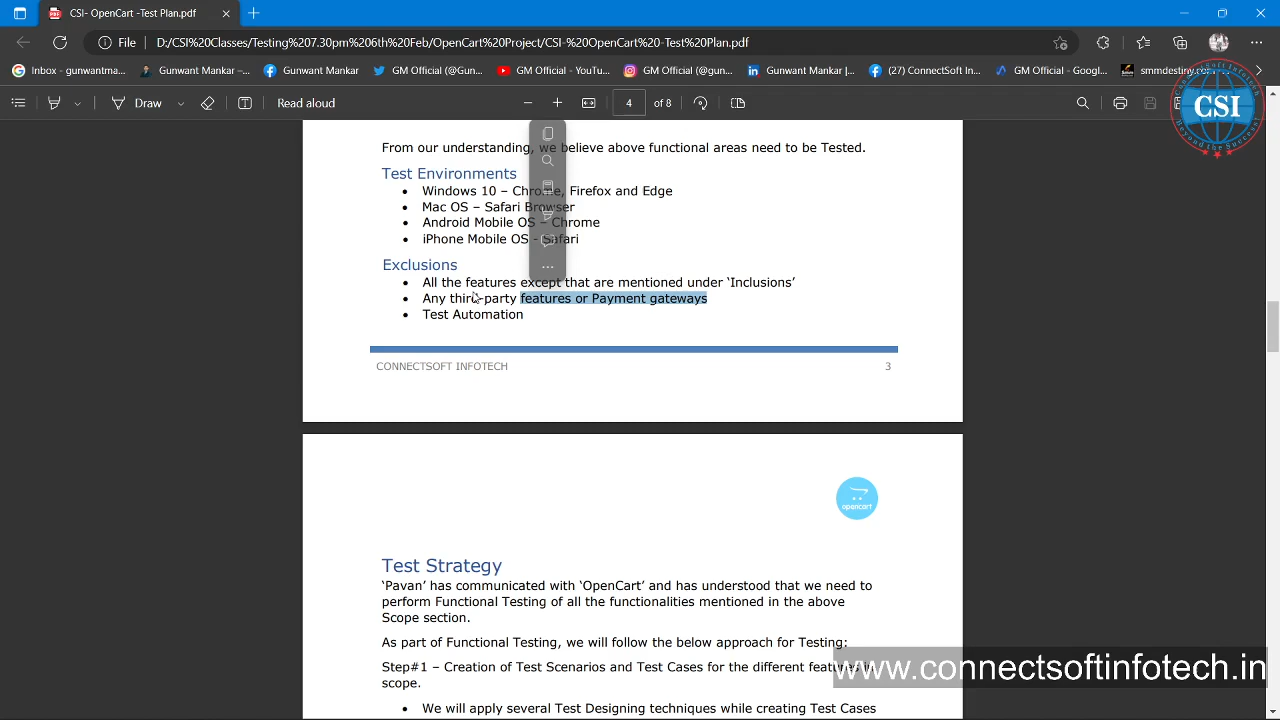 CSI- OpenCart -Test Plan.pdf
File
D:/CSI%20Classes/Testing%207.30pm%206th%20Feb/OpenCart%20Project/CSI-%20OpenCart%20-Test%20Plan.pdf
Inbox - gunwantma...
Gunwant Mankar –...
Gunwant Mankar
GM Official (@Gun...
GM Official - YouTu...
GM Official (@gun...
Gunwant Mankar |...
(27) ConnectSoft In...
GM Official - Googl...
smmdestiny.com
Draw
Read aloud
4
of 8
CSI
From our understanding, we believe above functional areas need to be Tested.
Test Environments
• Windows 10 – Chrome, Firefox and Edge
• Mac OS – Safari Browser
• Android Mobile OS – Chrome
• iPhone Mobile OS - Safari
Exclusions
• All the features except that are mentioned under ‘Inclusions’
• Any third-party features or Payment gateways
• Test Automation
CONNECTSOFT INFOTECH
3
opencart
Test Strategy
‘Pavan’ has communicated with ‘OpenCart’ and has understood that we need to
perform Functional Testing of all the functionalities mentioned in the above
Scope section.
As part of Functional Testing, we will follow the below approach for Testing:
Step#1 – Creation of Test Scenarios and Test Cases for the different features in
scope.
• We will apply several Test Designing techniques while creating Test Cases
www.connectsoftinfotech.in